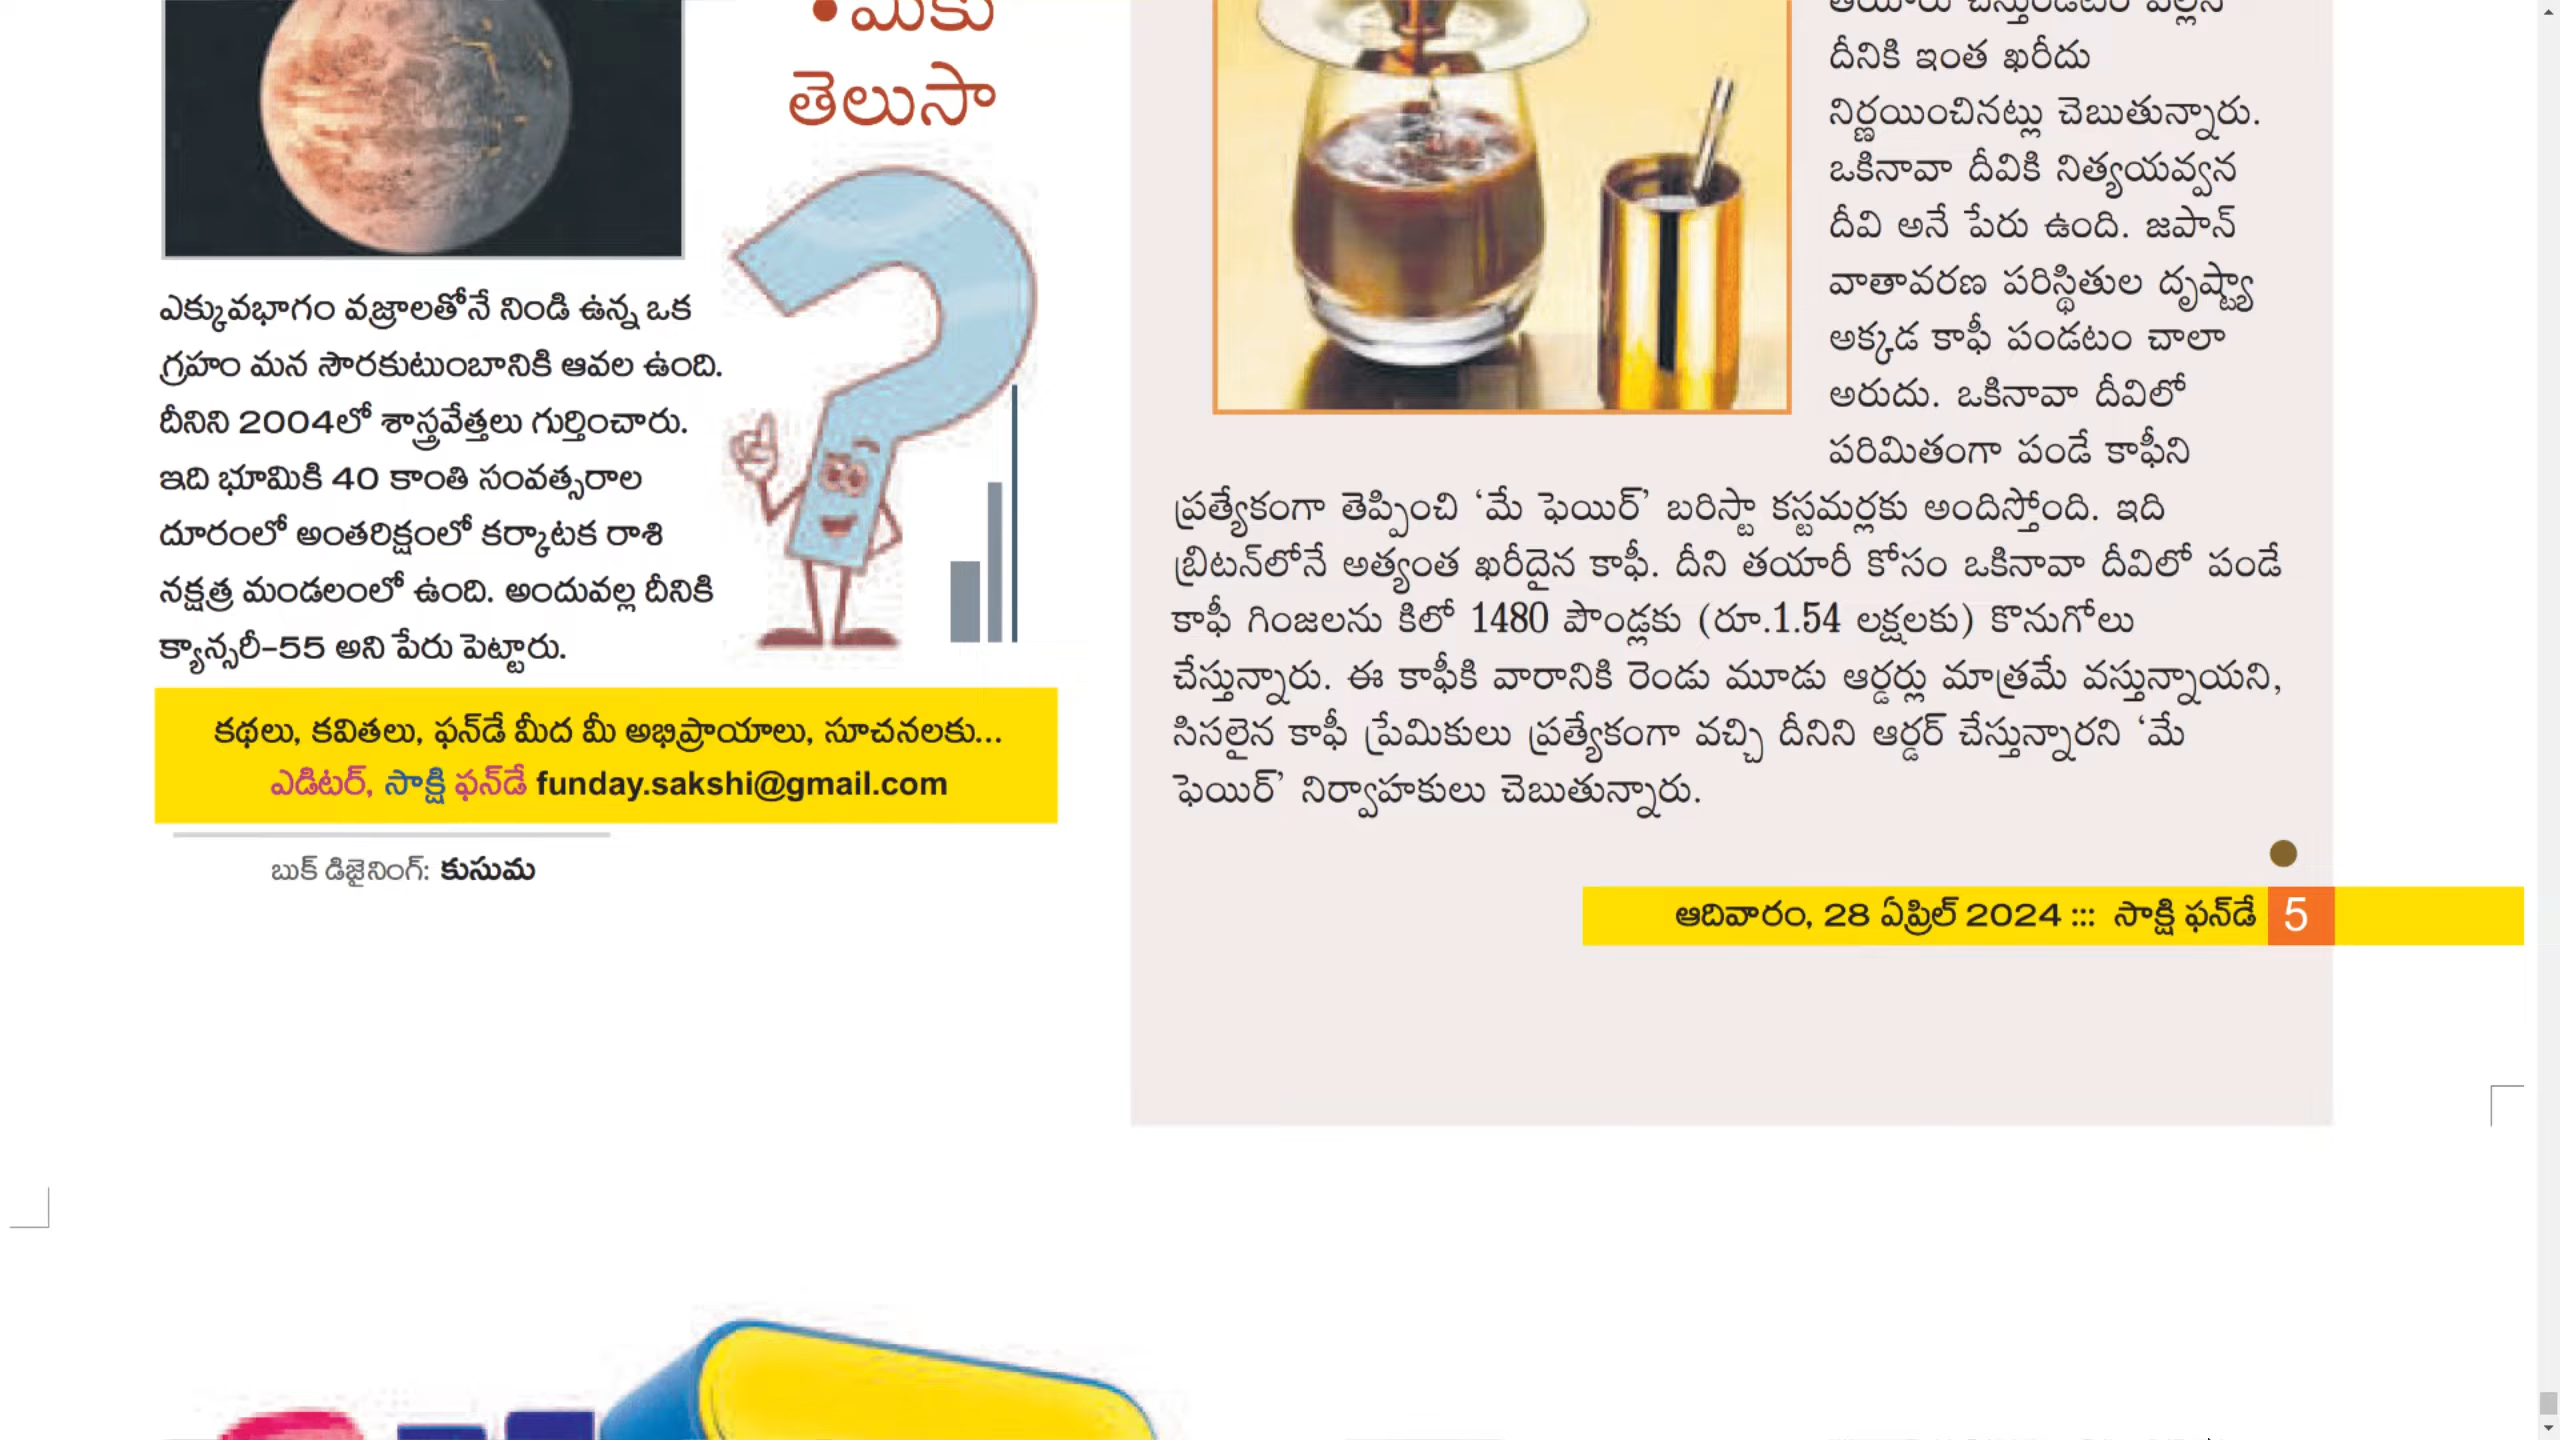 •మీకు
తెలుసా
ఎక్కువభాగం వజ్రాలతోనే నిండి ఉన్న ఒక
గ్రహం మన సౌరకుటుంబానికి ఆవల ఉంది.
దీనిని 2004లో శాస్త్రవేత్తలు గుర్తించారు.
ఇది భూమికి 40 కాంతి సంవత్సరాల
దూరంలో అంతరిక్షంలో కర్కాటక రాశి
నక్షత్ర మండలంలో ఉంది. అందువల్ల దీనికి
క్యాన్సరీ–55 అని పేరు పెట్టారు.
కథలు, కవితలు, ఫన్‌డే మీద మీ అభిప్రాయాలు, సూచనలకు...
ఎడిటర్, సాక్షి ఫన్‌డే funday.sakshi@gmail.com
బుక్ డిజైనింగ్: కుసుమ
తయారు చేస్తుండటం వల్లనే
దీనికి ఇంత ఖరీదు
నిర్ణయించినట్లు చెబుతున్నారు.
ఒకినావా దీవికి నిత్యయవ్వన
దీవి అనే పేరు ఉంది. జపాన్
వాతావరణ పరిస్థితుల దృష్ట్యా
అక్కడ కాఫీ పండటం చాలా
అరుదు. ఒకినావా దీవిలో
పరిమితంగా పండే కాఫీని
ప్రత్యేకంగా తెప్పించి ‘మే ఫెయిర్’ బరిస్టా కస్టమర్లకు అందిస్తోంది. ఇది
బ్రిటన్‌లోనే అత్యంత ఖరీదైన కాఫీ. దీని తయారీ కోసం ఒకినావా దీవిలో పండే
కాఫీ గింజలను కిలో 1480 పౌండ్లకు (రూ.1.54 లక్షలకు) కొనుగోలు
చేస్తున్నారు. ఈ కాఫీకి వారానికి రెండు మూడు ఆర్డర్లు మాత్రమే వస్తున్నాయని,
సిసలైన కాఫీ ప్రేమికులు ప్రత్యేకంగా వచ్చి దీనిని ఆర్డర్ చేస్తున్నారని ‘మే
ఫెయిర్’ నిర్వాహకులు చెబుతున్నారు.
ఆదివారం, 28 ఏప్రిల్ 2024 ::: సాక్షి ఫన్‌డే 5